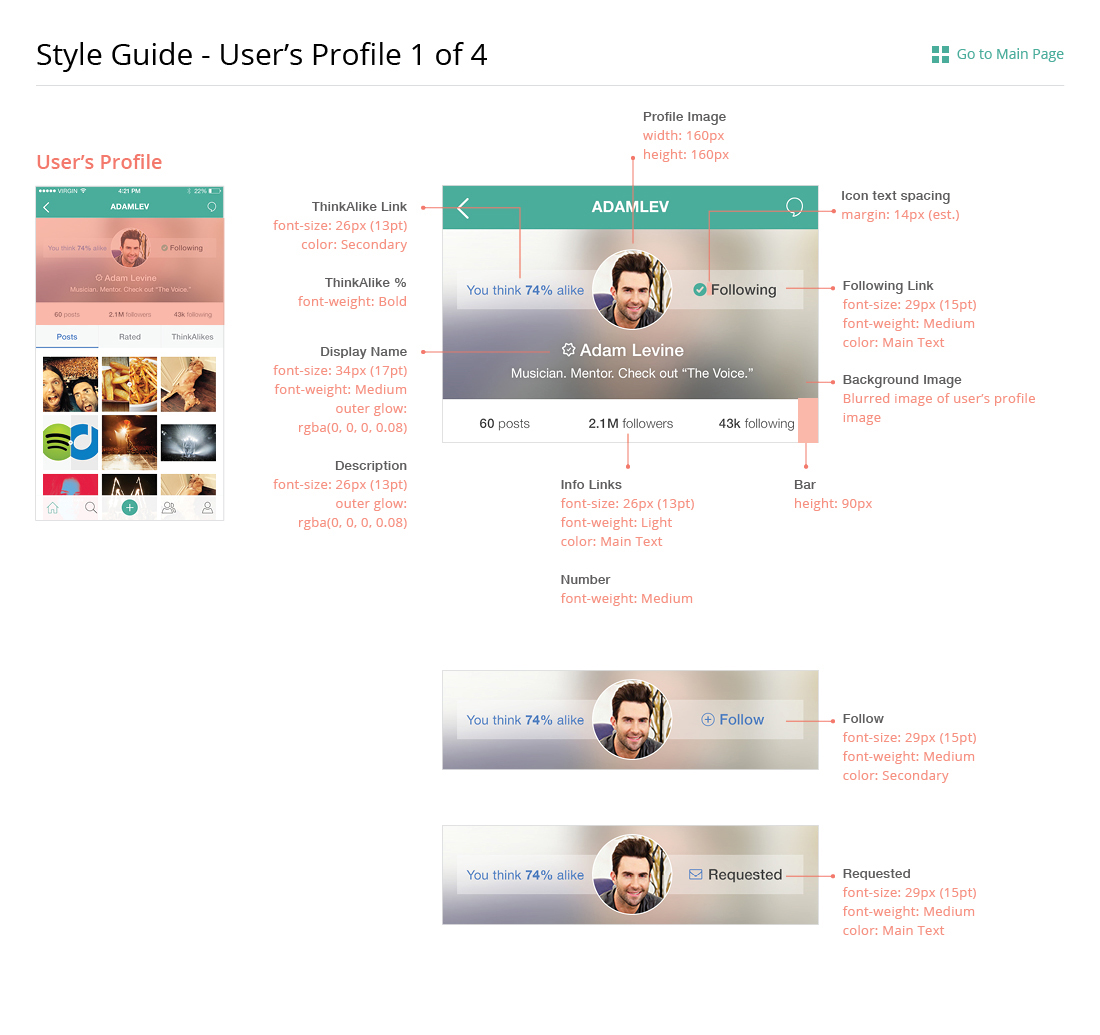 Style Guide - User's Profile 1 of 4
Go to Main Page
User's Profile
VIRGIN 4:21 PM 22%
ADAMLEV
You think 74% alike
Following
Adam Levine
Musician. Mentor. Check out “The Voice.”
60 posts 2.1M followers 43k following
Posts Rated ThinkAlikes
ThinkAlike Link
font-size: 26px (13pt)
color: Secondary
ThinkAlike %
font-weight: Bold
Display Name
font-size: 34px (17pt)
font-weight: Medium
outer glow:
rgba(0, 0, 0, 0.08)
Description
font-size: 26px (13pt)
outer glow:
rgba(0, 0, 0, 0.08)
Profile Image
width: 160px
height: 160px
ADAMLEV
You think 74% alike
Following
Adam Levine
Musician. Mentor. Check out “The Voice.”
60 posts 2.1M followers 43k following
Icon text spacing
margin: 14px (est.)
Following Link
font-size: 29px (15pt)
font-weight: Medium
color: Main Text
Background Image
Blurred image of user's profile
image
Info Links
font-size: 26px (13pt)
font-weight: Light
color: Main Text
Number
font-weight: Medium
Bar
height: 90px
You think 74% alike
Follow
Follow
font-size: 29px (15pt)
font-weight: Medium
color: Secondary
You think 74% alike
Requested
Requested
font-size: 29px (15pt)
font-weight: Medium
color: Main Text